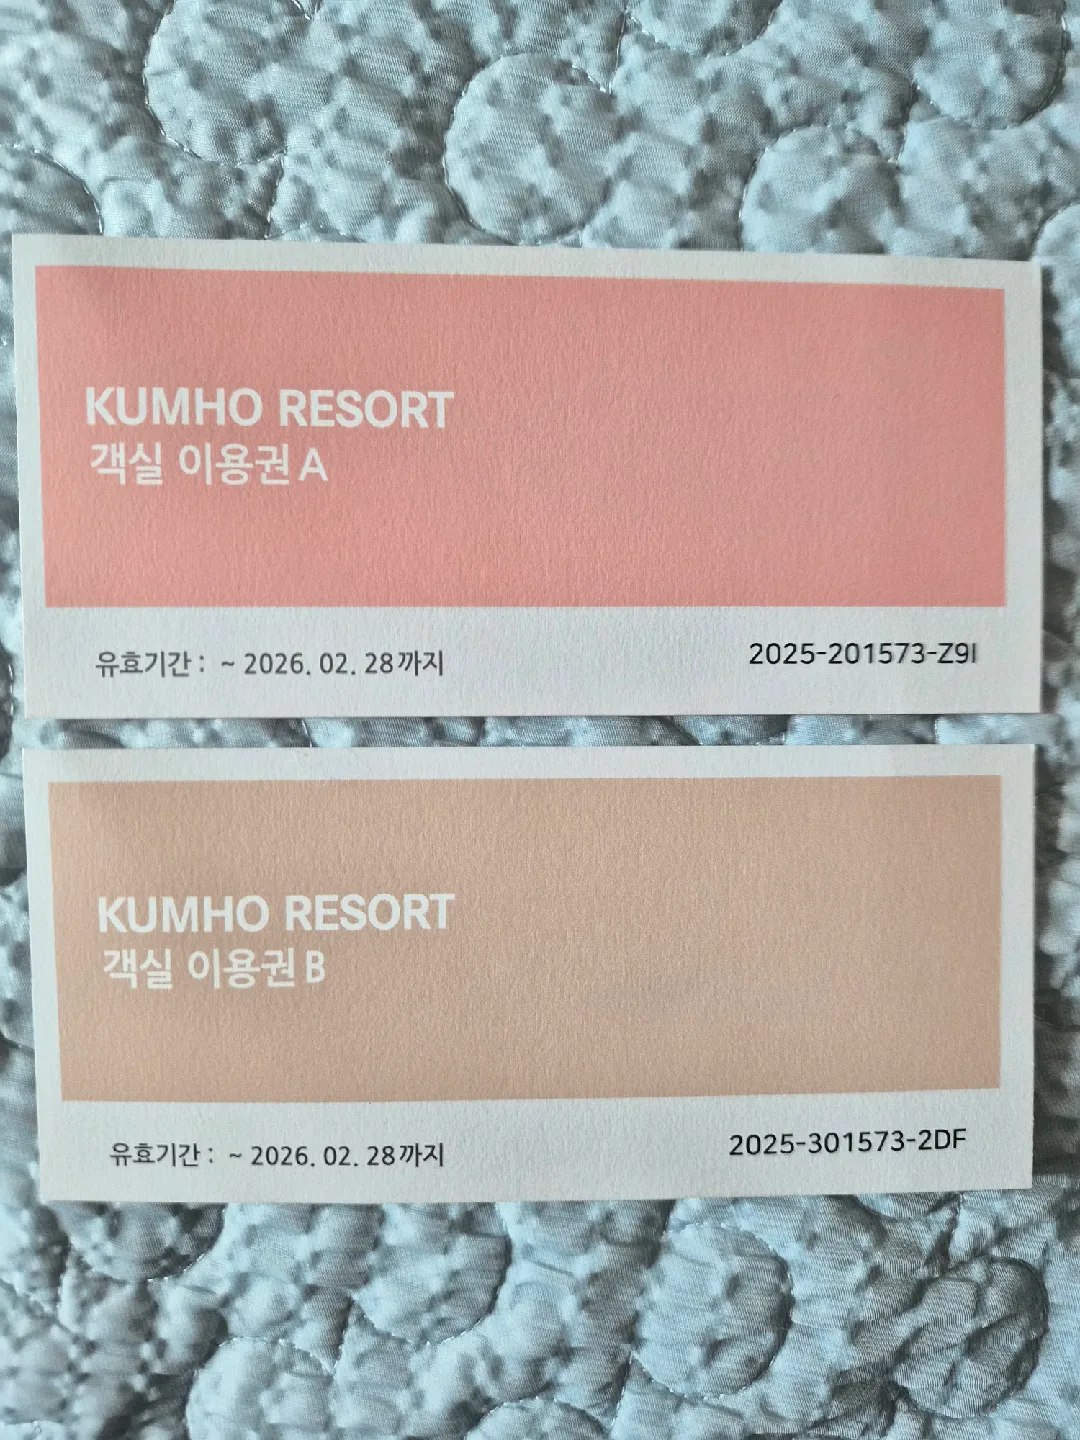 KUMHO RESORT
객실 이용권 A
유효기간 : ~ 2026. 02. 28까지
2025-201573-Z9I
KUMHO RESORT
객실 이용권 B
유효기간 : ~ 2026. 02. 28까지
2025-301573-2DF